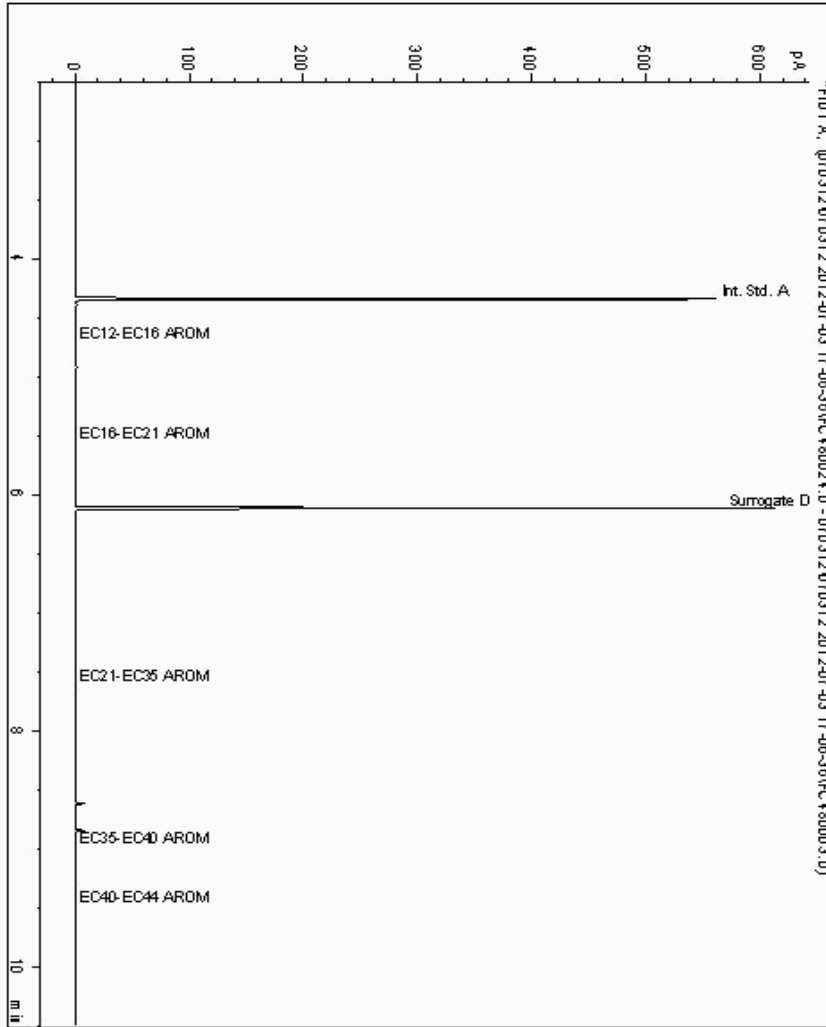 0 100 200 300 400 500 600 pA
4
Int. Std. A
EC12-EC16 AROM
EC16-EC21 AROM
6
Surrogate D
EC21-EC35 AROM
8
EC35-EC40 AROM
EC40-EC44 AROM
10
min